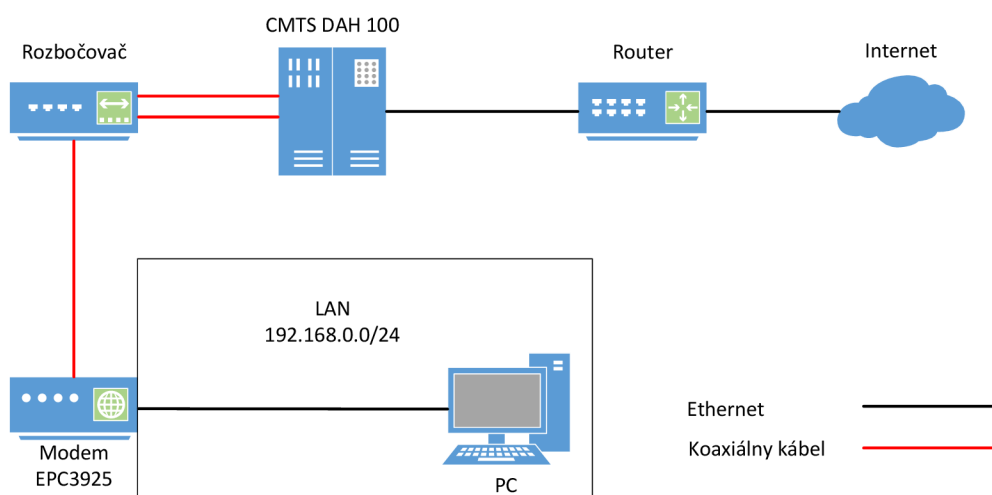 CMTS DAH 100
Rozbočovač
Router
Internet
LAN
192.168.0.0/24
Modem
EPC3925
PC
Ethernet
Koaxiálny kábel